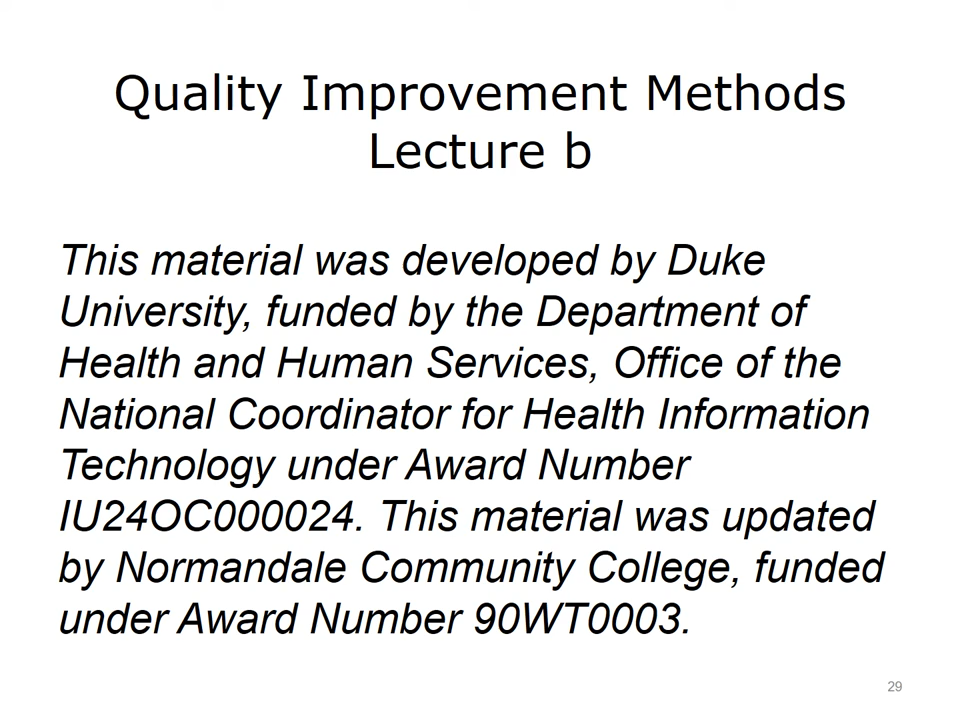 Quality Improvement Methods
Lecture b
This material was developed by Duke
University, funded by the Department of
Health and Human Services, Office of the
National Coordinator for Health Information
Technology under Award Number
IU24OC000024. This material was updated
by Normandale Community College, funded
under Award Number 90WT0003.
29